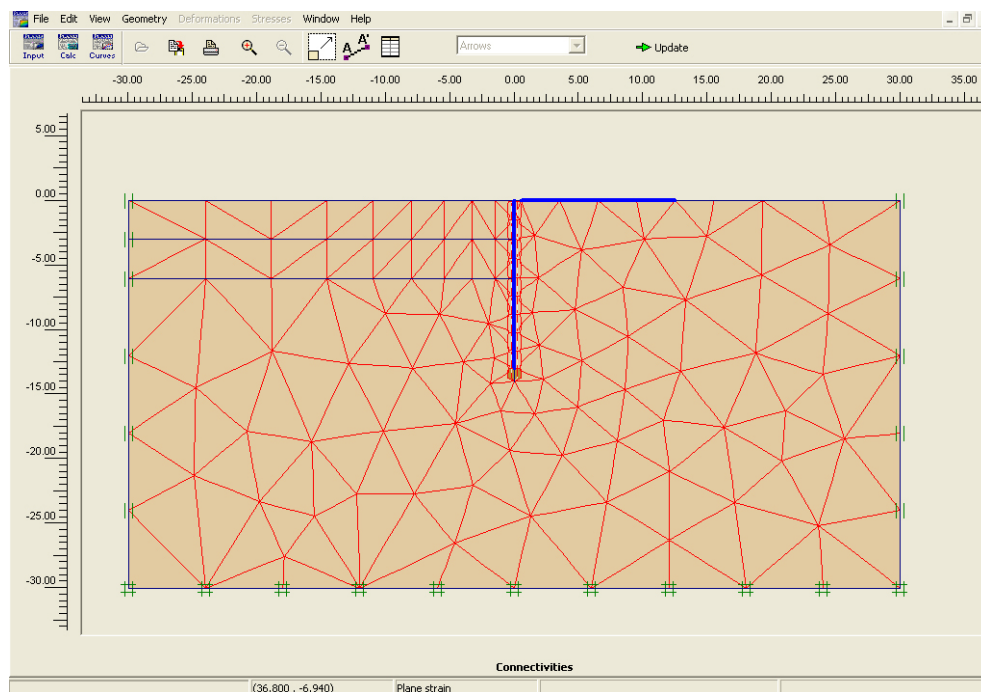 File Edit View Geometry Deformations Stresses Window Help
Input Calc Curves A A' Arrows Update
-30.00 -25.00 -20.00 -15.00 -10.00 -5.00 0.00 5.00 10.00 15.00 20.00 25.00 30.00 35.00
5.00
0.00
-5.00
-10.00
-15.00
-20.00
-25.00
-30.00
Connectivities
(36.800 , -6.940) Plane strain